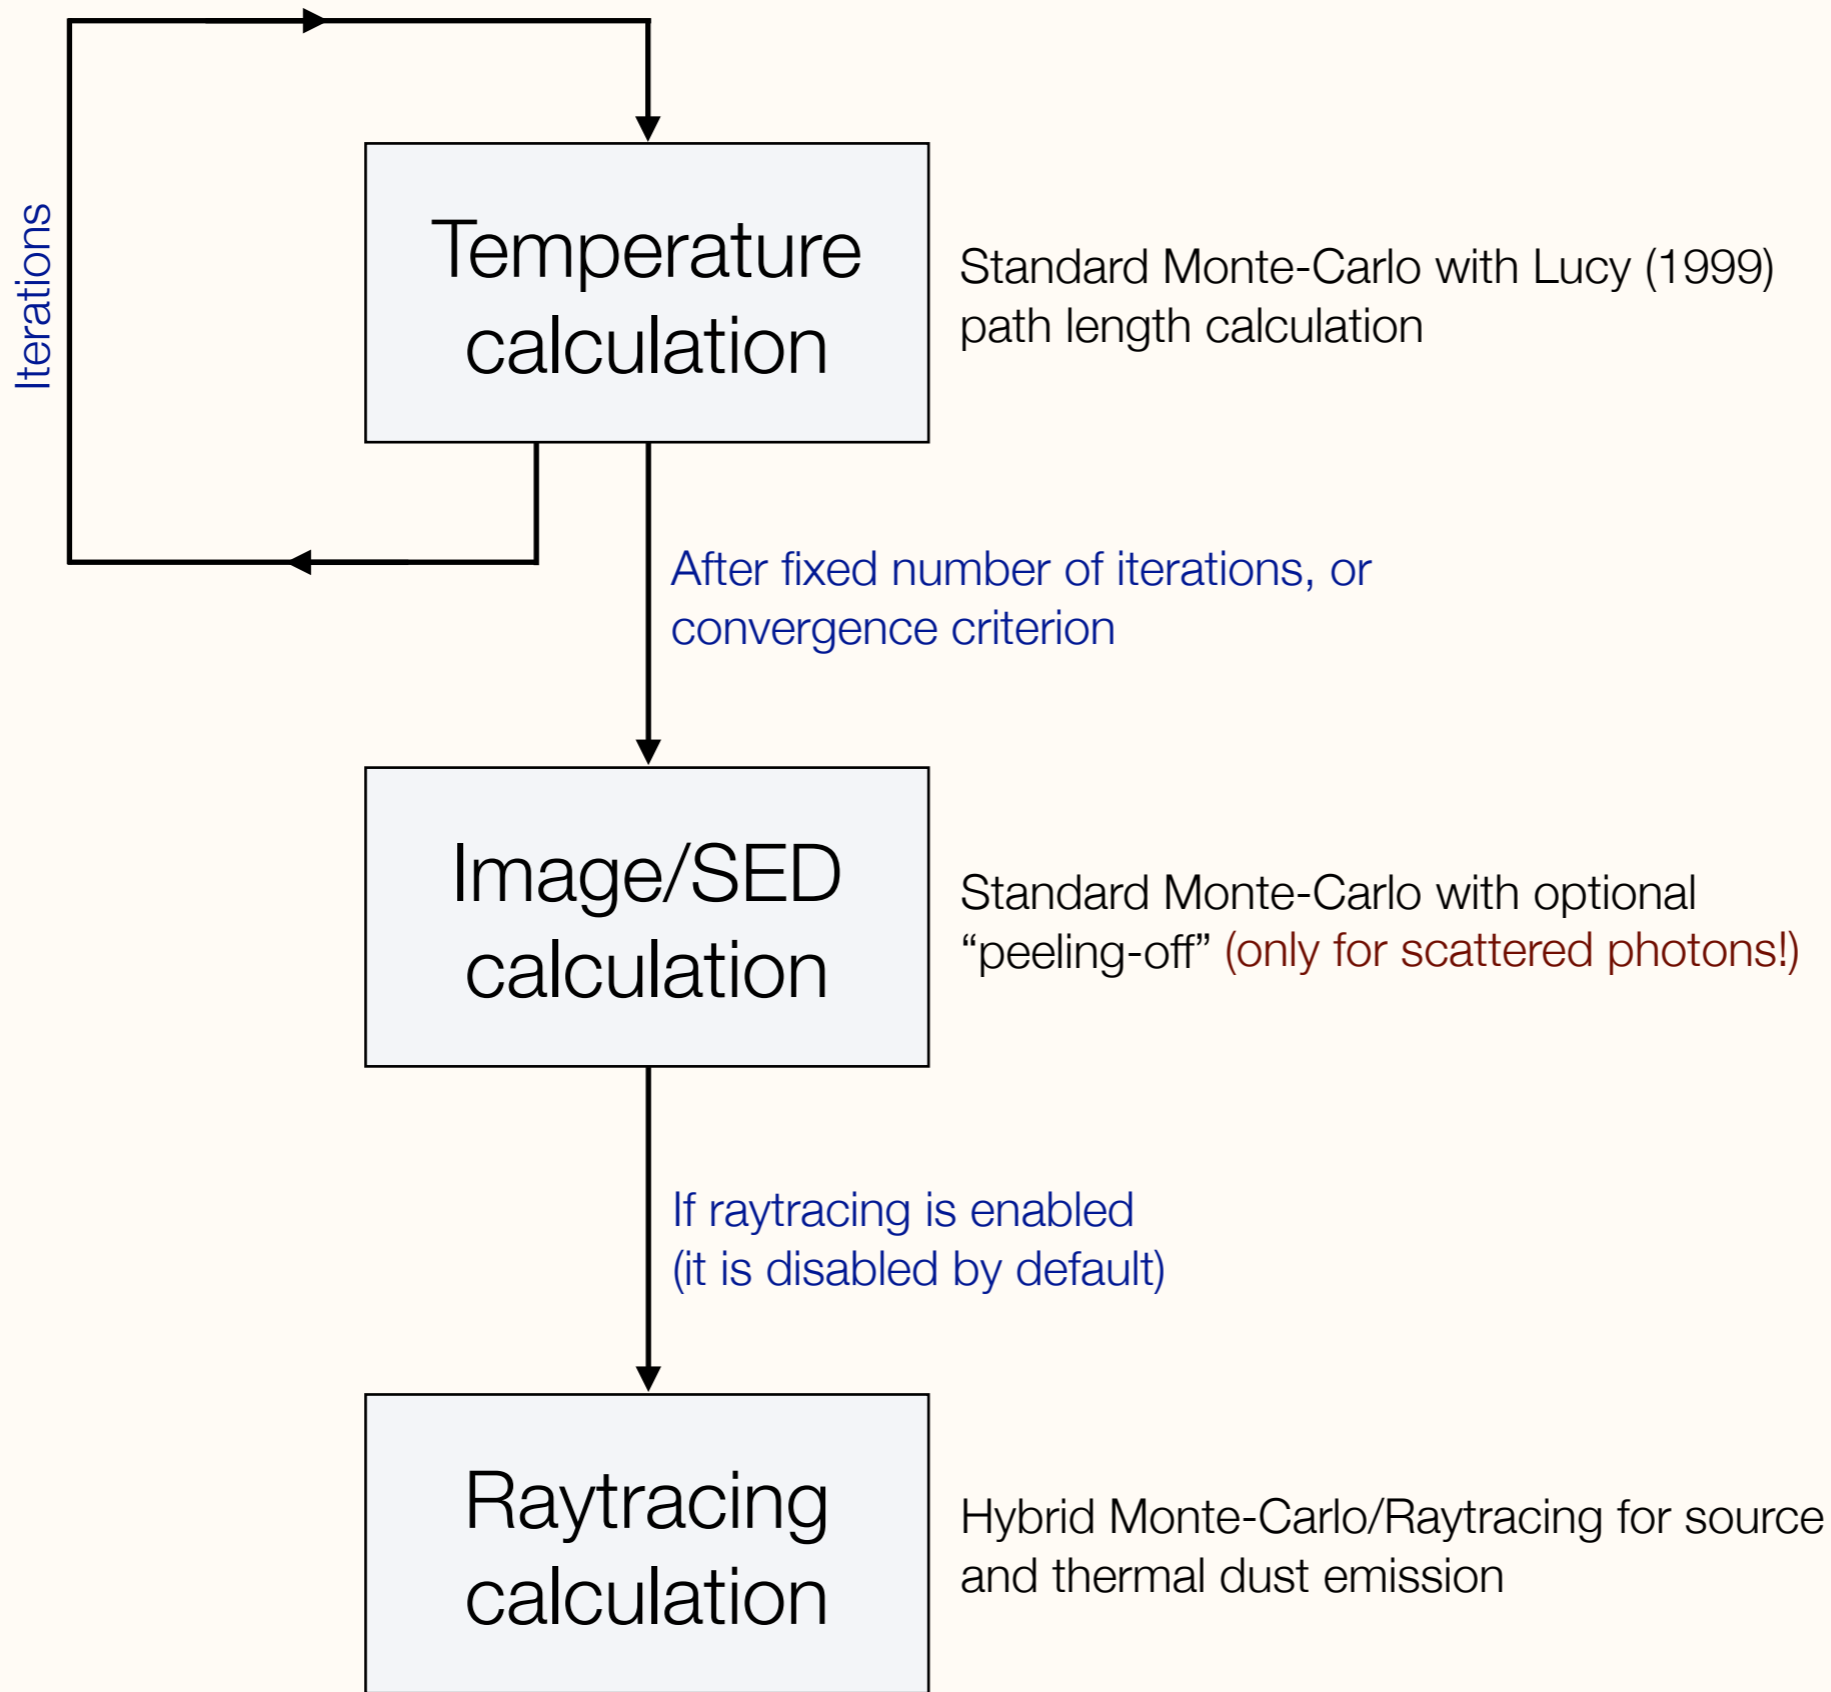 Iterations
Temperature
calculation
Standard Monte-Carlo with Lucy (1999)
path length calculation
After fixed number of iterations, or
convergence criterion
Image/SED
calculation
Standard Monte-Carlo with optional
“peeling-off” (only for scattered photons!)
If raytracing is enabled
(it is disabled by default)
Raytracing
calculation
Hybrid Monte-Carlo/Raytracing for source
and thermal dust emission